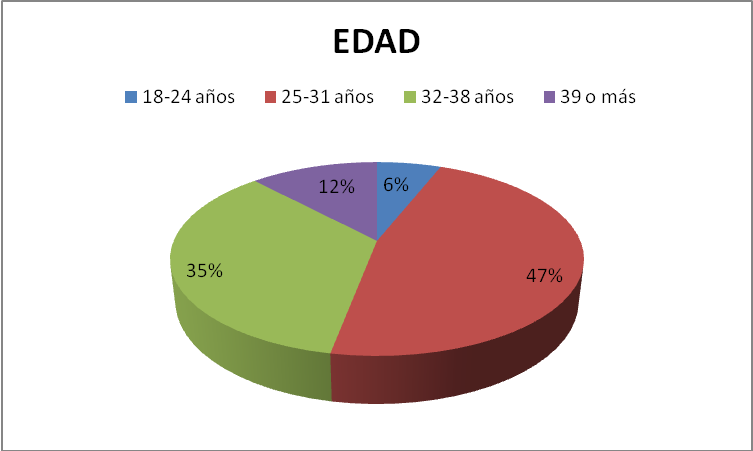 EDAD
18-24 años 25-31 años 32-38 años 39 o más
12% 6%
35% 47%